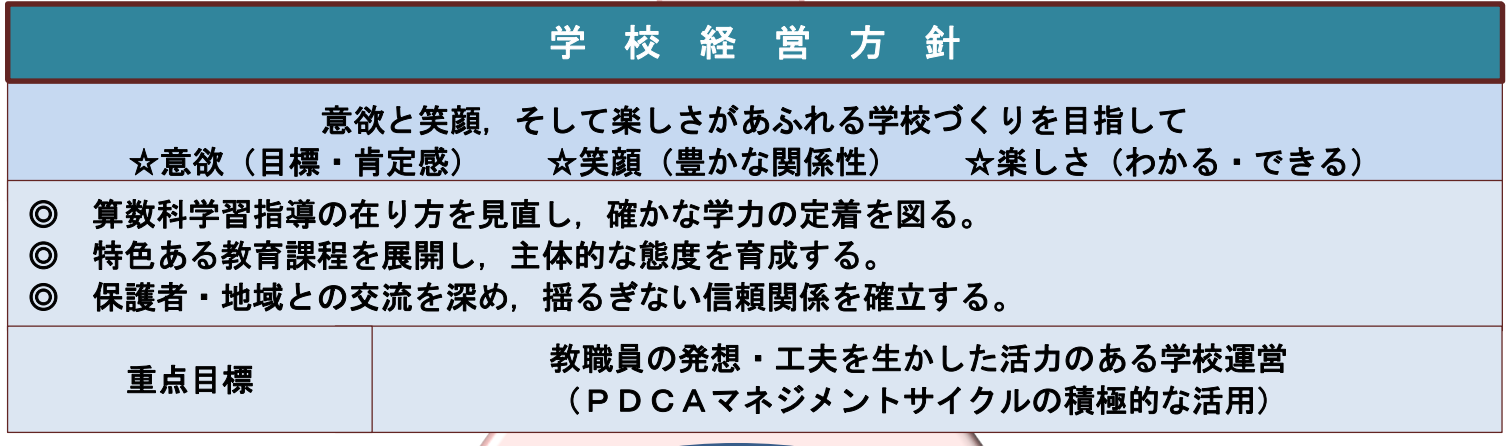 学校経営方針
意欲と笑顔，そして楽しさがあふれる学校づくりを目指して
☆意欲（目標・肯定感） ☆笑顔（豊かな関係性） ☆楽しさ（わかる・できる）
◎ 算数科学習指導の在り方を見直し，確かな学力の定着を図る。
◎ 特色ある教育課程を展開し，主体的な態度を育成する。
◎ 保護者・地域との交流を深め，揺るぎない信頼関係を確立する。
重点目標
教職員の発想・工夫を生かした活力のある学校運営
（ＰＤＣＡマネジメントサイクルの積極的な活用）